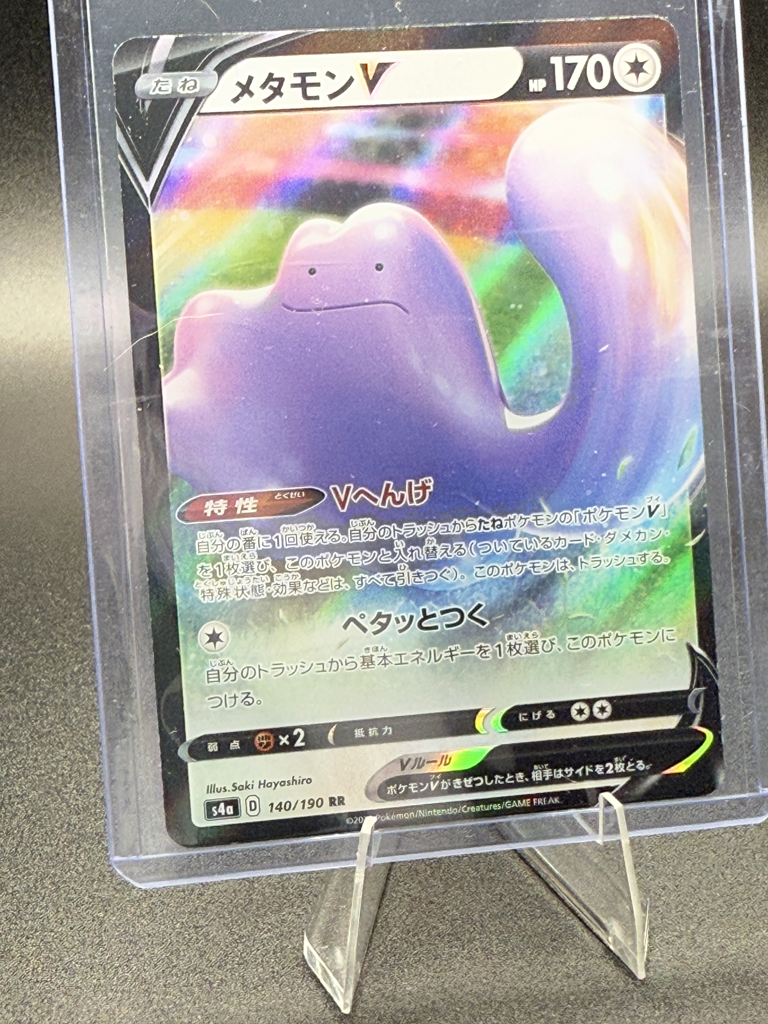 たね メタモンV HP 170
特性 とくせい Vへんげ
自分の番に1回使える。自分のトラッシュからたねポケモンの「ポケモンV」
を1枚選び、このポケモンと入れ替える(ついているカード・ダメカン・
特殊状態・効果などは、すべて引きつぐ)。このポケモンは、トラッシュする。
ペタッとつく
自分のトラッシュから基本エネルギーを1枚選び、このポケモンに
つける。
弱点 ×2 抵抗力 にげる
Vルール
ポケモンVがきぜつしたとき、相手はサイドを2枚とる。
Illus.Saki Hayashiro
s4a D 140/190 RR
Pokémon/Nintendo/Creatures/GAME FREAK.